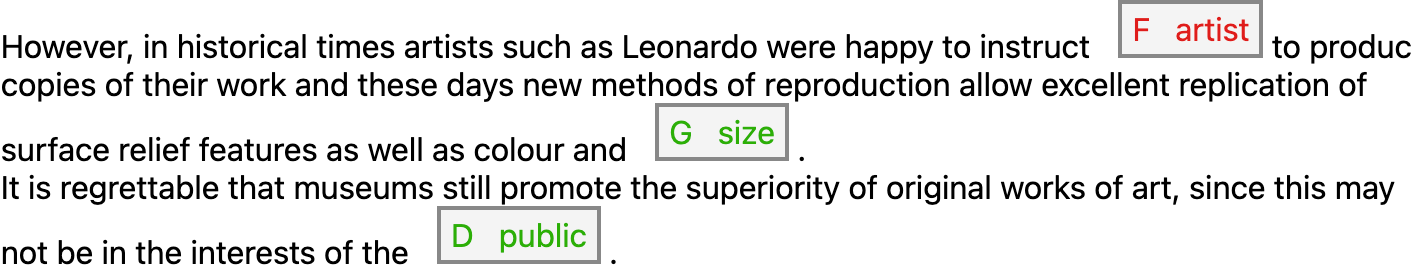 However, in historical times artists such as Leonardo were happy to instruct F artist to produc
copies of their work and these days new methods of reproduction allow excellent replication of
surface relief features as well as colour and G size .
It is regrettable that museums still promote the superiority of original works of art, since this may
not be in the interests of the D public .